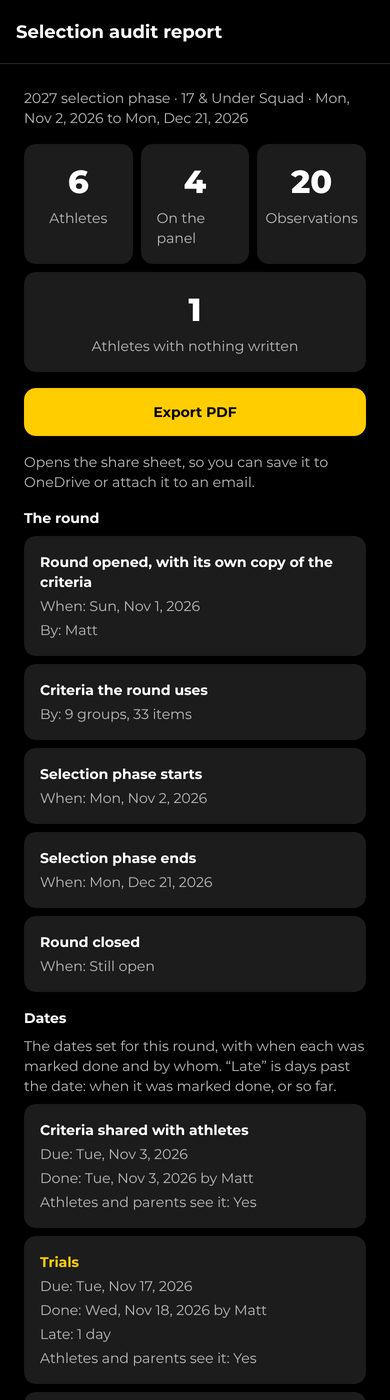 Selection audit report
2027 selection phase · 17 & Under Squad · Mon,
Nov 2, 2026 to Mon, Dec 21, 2026
6
Athletes
4
On the
panel
20
Observations
1
Athletes with nothing written
Export PDF
Opens the share sheet, so you can save it to
OneDrive or attach it to an email.
The round
Round opened, with its own copy of the
criteria
When: Sun, Nov 1, 2026
By: Matt
Criteria the round uses
By: 9 groups, 33 items
Selection phase starts
When: Mon, Nov 2, 2026
Selection phase ends
When: Mon, Dec 21, 2026
Round closed
When: Still open
Dates
The dates set for this round, with when each was
marked done and by whom. “Late” is days past
the date: when it was marked done, or so far.
Criteria shared with athletes
Due: Tue, Nov 3, 2026
Done: Tue, Nov 3, 2026 by Matt
Athletes and parents see it: Yes
Trials
Due: Tue, Nov 17, 2026
Done: Wed, Nov 18, 2026 by Matt
Late: 1 day
Athletes and parents see it: Yes